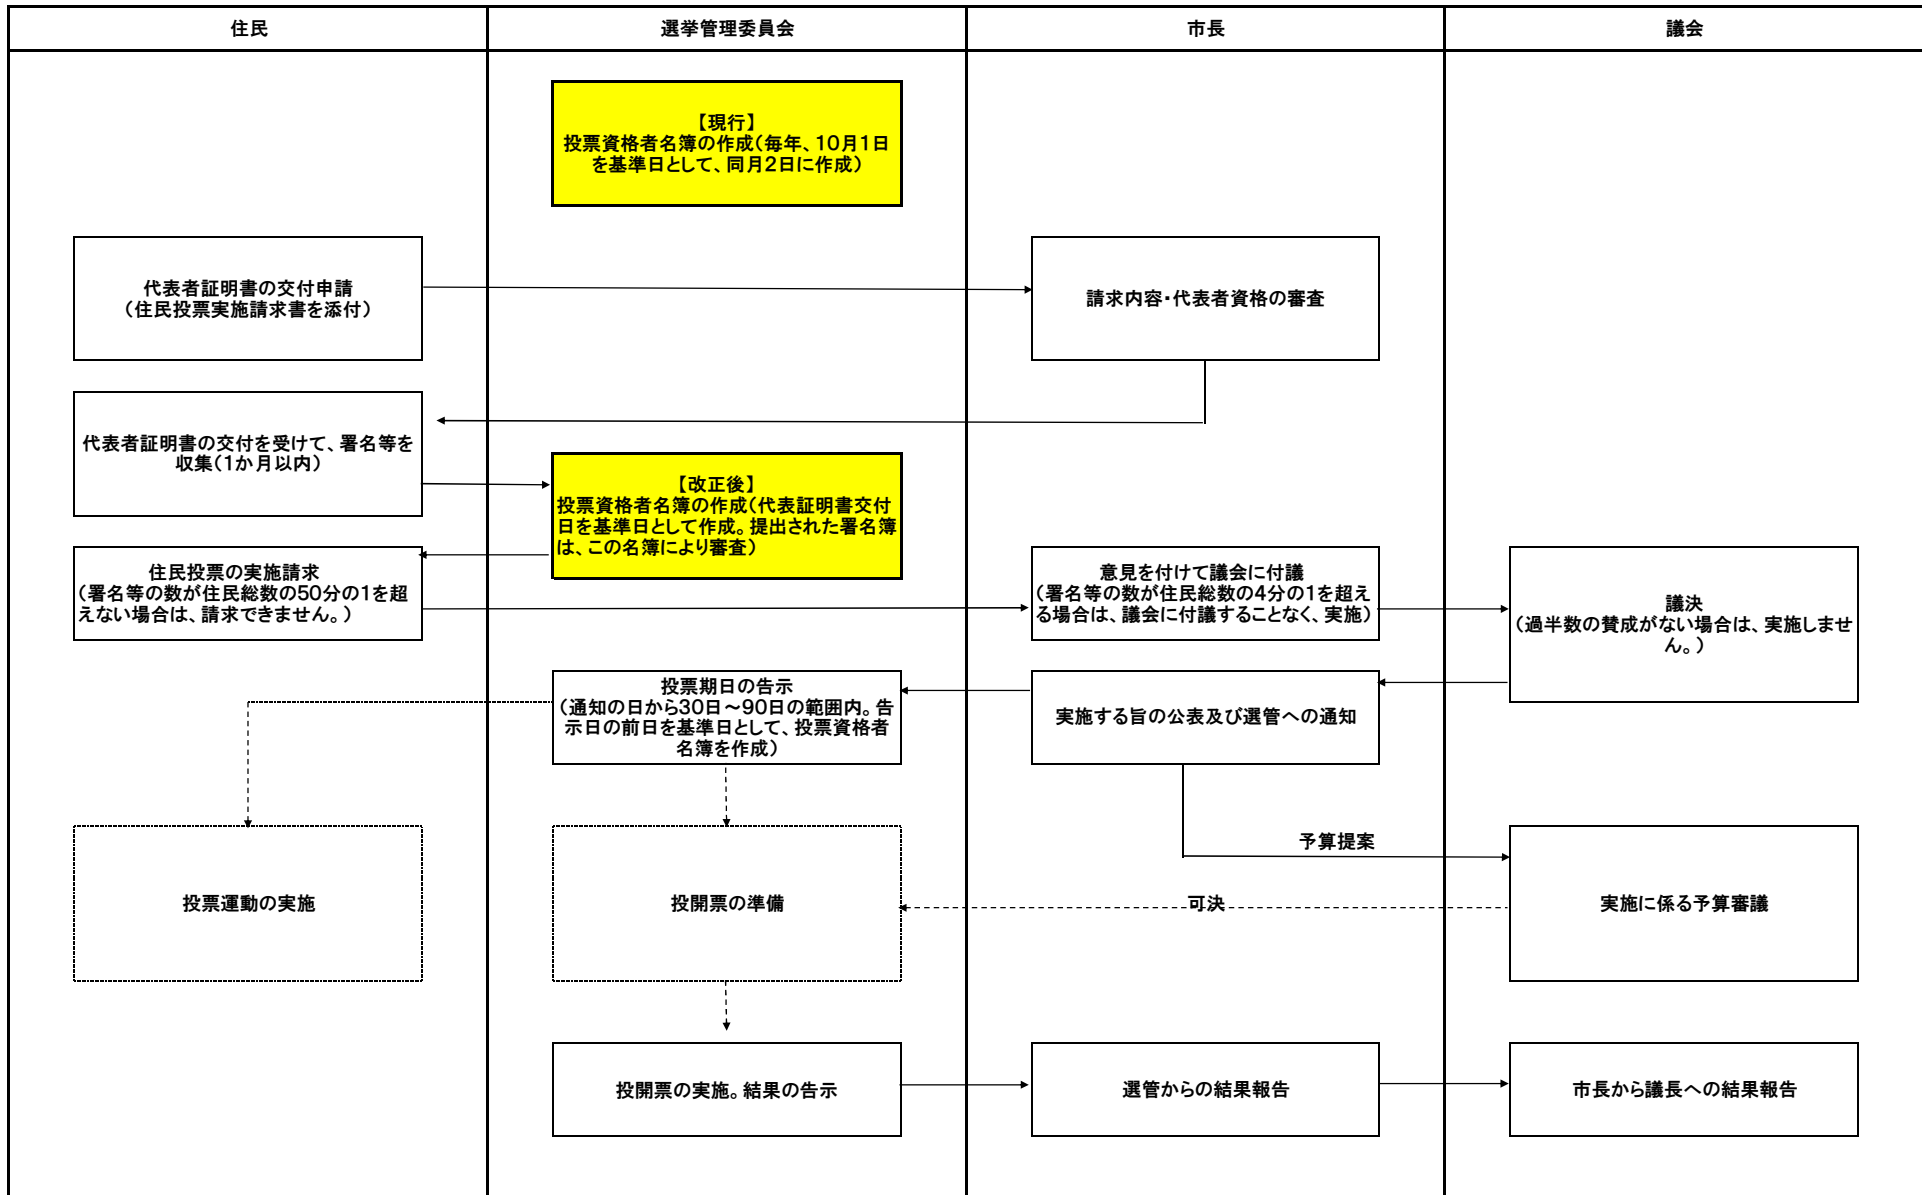 住民
選挙管理委員会
市長
議会
【現行】
投票資格者名簿の作成（毎年、10月1日
を基準日として、同月2日に作成）
代表者証明書の交付申請
（住民投票実施請求書を添付）
請求内容・代表者資格の審査
代表者証明書の交付を受けて、署名等を
収集（1か月以内）
【改正後】
投票資格者名簿の作成（代表証明書交付
日を基準日として作成。提出された署名簿
は、この名簿により審査）
住民投票の実施請求
（署名等の数が住民総数の50分の1を超
えない場合は、請求できません。）
意見を付けて議会に付議
（署名等の数が住民総数の4分の1を超え
る場合は、議会に付議することなく、実施）
議決
（過半数の賛成がない場合は、実施しませ
ん。）
投票期日の告示
（通知の日から30日～90日の範囲内。告
示日の前日を基準日として、投票資格者
名簿を作成）
実施する旨の公表及び選管への通知
予算提案
投票運動の実施
投開票の準備
可決
実施に係る予算審議
投開票の実施。結果の告示
選管からの結果報告
市長から議長への結果報告